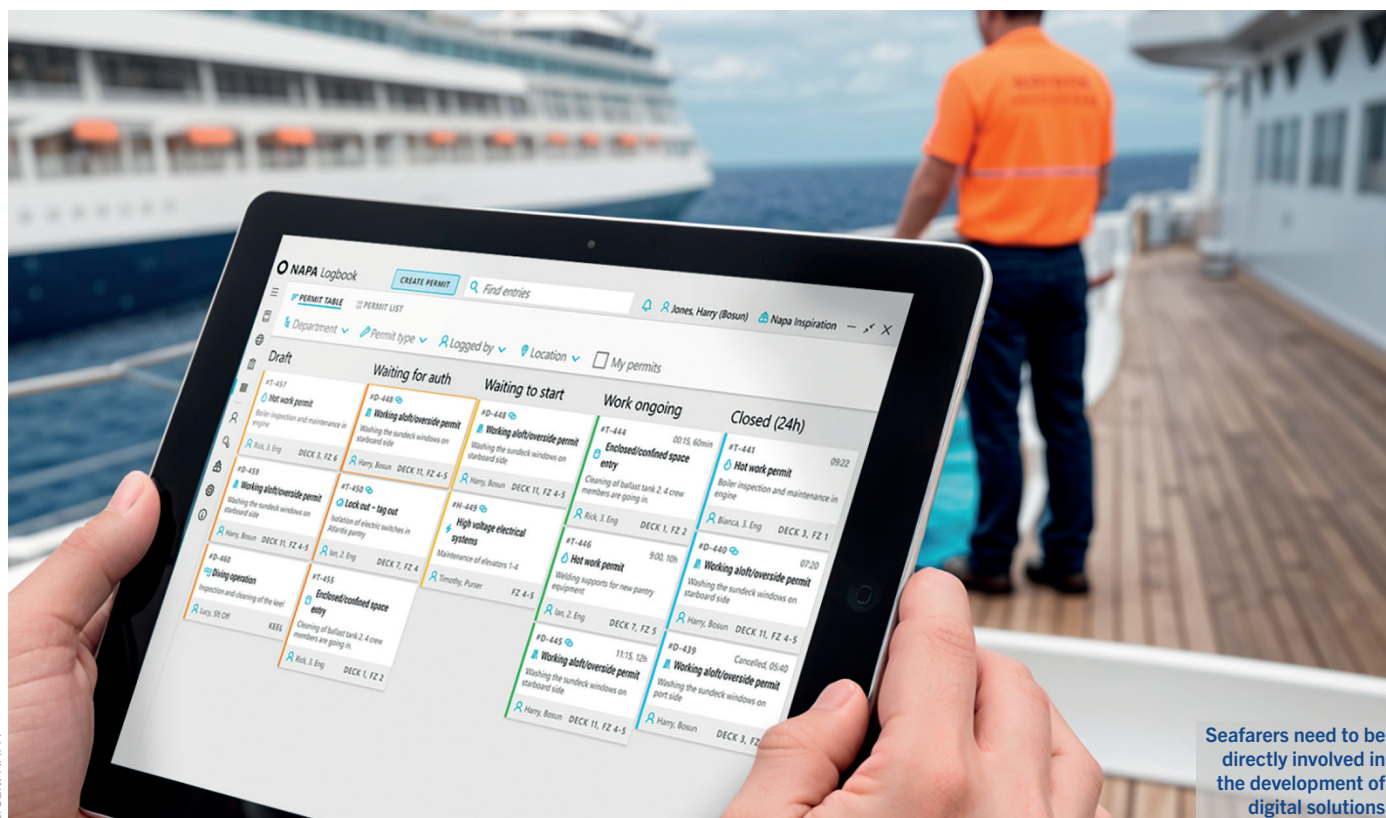 NAPA Logbook
CREATE PERMIT
Find entries
Jones, Harry (Bosun)
Napa Inspiration
PERMIT TABLE
PERMIT LIST
Department
Permit type
Logged by
Location
My permits
Draft
#T-457
Hot work permit
Boiler inspection and maintenance in
engine
Rick, 3. Eng DECK 3, FZ 6
#D-459
Working aloft/overside permit
Washing the sundeck windows on
starboard side
Harry, Bosun DECK 11, FZ 4-5
#D-460
Diving operation
Inspection and cleaning of the keel
Lucy, Sft Off KEEL
Waiting for auth
#D-448
Working aloft/overside permit
Washing the sundeck windows on
starboard side
Harry, Bosun DECK 11, FZ 4-5
#T-450
Lock out – tag out
Isolation of electric switches in
Atlantis pantry
Ian, 2. Eng DECK 7, FZ 4
#T-455
Enclosed/confined space
entry
Cleaning of ballast tank 2. 4 crew
members are going in.
Rick, 3. Eng DECK 1, FZ 2
Waiting to start
#D-448
Working aloft/overside permit
Washing the sundeck windows on
starboard side
Harry, Bosun DECK 11, FZ 4-5
#H-449
High voltage electrical
systems
Maintenance of elevators 1-4
Timothy, Purser FZ 4-5
Work ongoing
#T-444 00:15, 60min
Enclosed/confined space
entry
Cleaning of ballast tank 2. 4 crew
members are going in.
Rick, 3. Eng DECK 1, FZ 2
#T-446 9:00, 10h
Hot work permit
Welding supports for new pantry
equipment
Ian, 2. Eng DECK 7, FZ 5
#D-445 11:15, 12h
Working aloft/overside permit
Washing the sundeck windows on
starboard side
Harry, Bosun DECK 11, FZ 4-5
Closed (24h)
#T-441 09:22
Hot work permit
Boiler inspection and maintenance in
engine
Bianca, 3. Eng DECK 3, FZ 1
#D-440 07:20
Working aloft/overside permit
Washing the sundeck windows on
starboard side
Harry, Bosun DECK 11, FZ 4-5
#D-439 Cancelled, 05:40
Working aloft/overside permit
Washing the sundeck windows on
port side
Harry, Bosun DECK 3,
Seafarers need to be
directly involved in
the development of
digital solutions